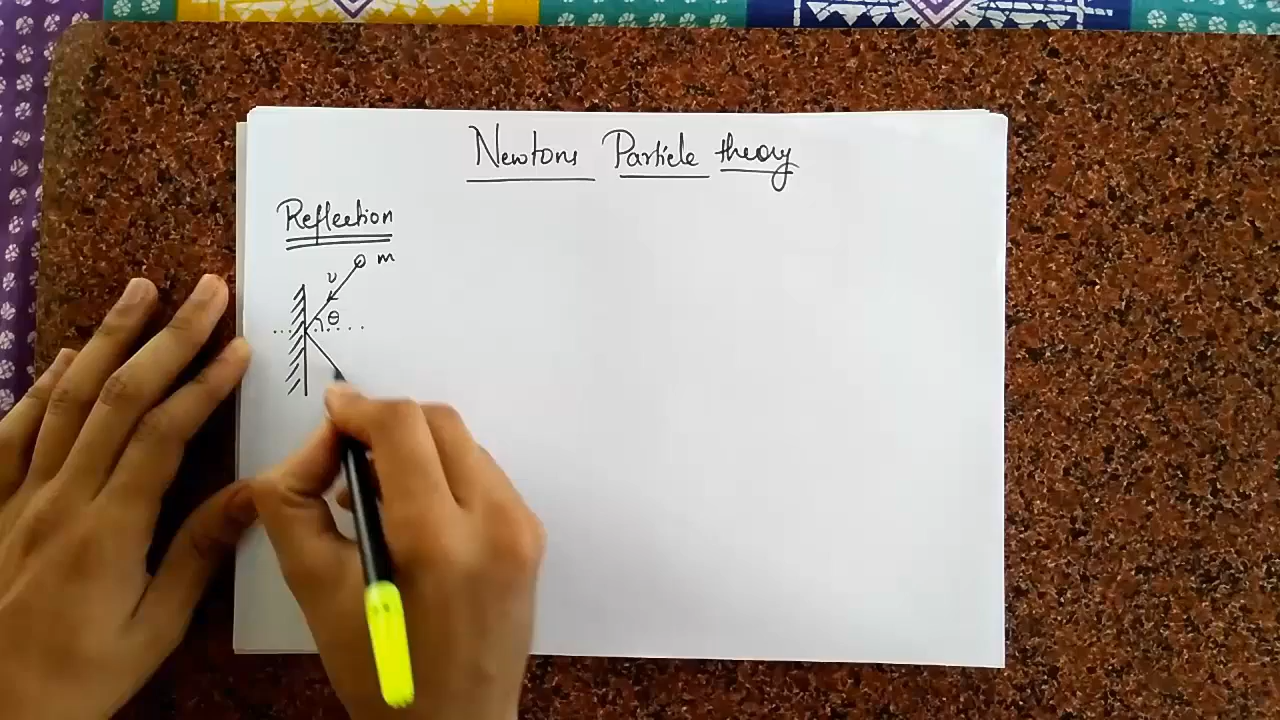 Newtons Particle theory
Reflection
m
v
θ